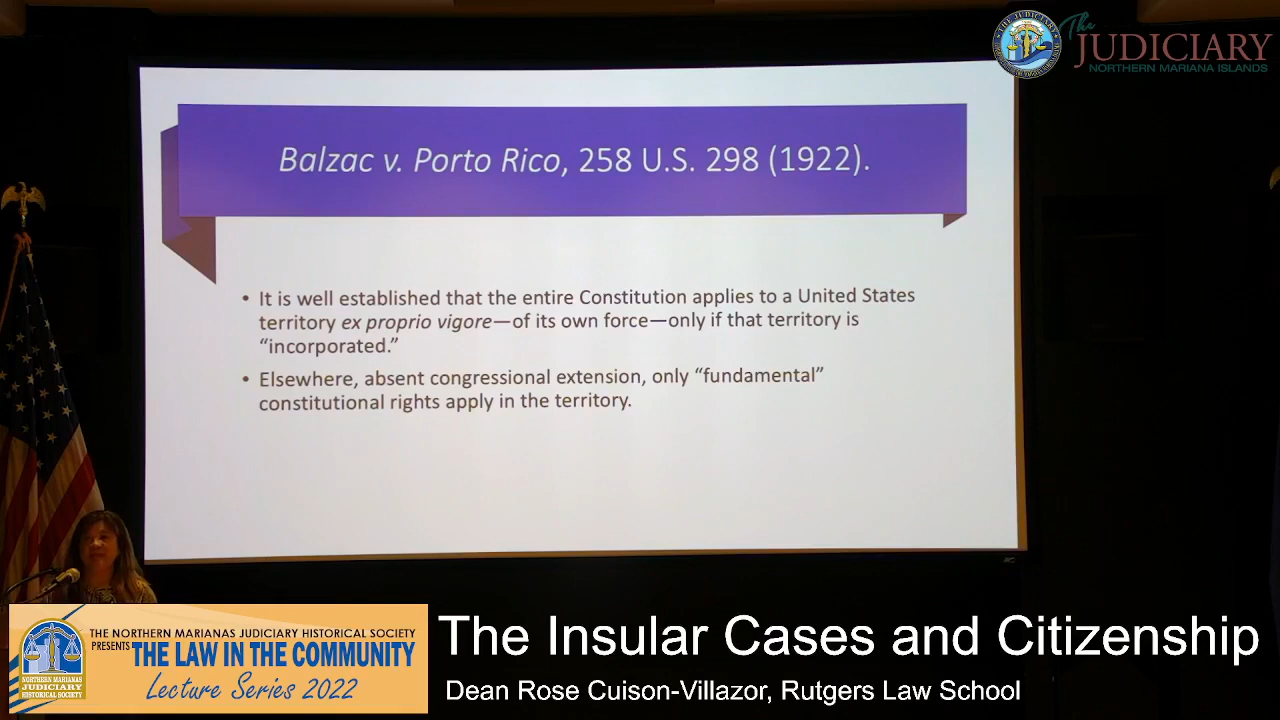 The
JUDICIARY
NORTHERN MARIANA ISLANDS
Balzac v. Porto Rico, 258 U.S. 298 (1922).
• It is well established that the entire Constitution applies to a United States
territory ex proprio vigore—of its own force—only if that territory is
“incorporated.”
• Elsewhere, absent congressional extension, only “fundamental”
constitutional rights apply in the territory.
THE NORTHERN MARIANAS JUDICIARY HISTORICAL SOCIETY
PRESENTS THE LAW IN THE COMMUNITY
Lecture Series 2022
NORTHERN MARIANAS
JUDICIARY
HISTORICAL SOCIETY
The Insular Cases and Citizenship
Dean Rose Cuison-Villazor, Rutgers Law School